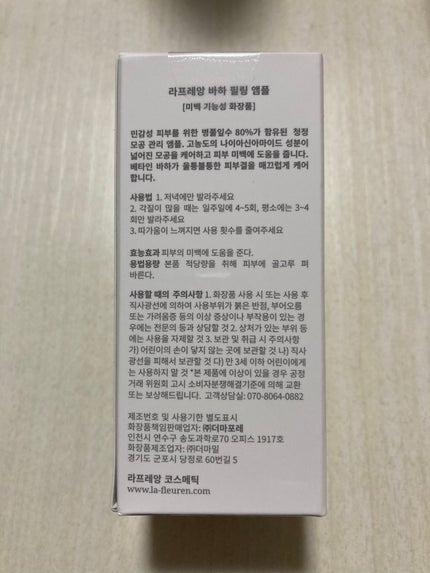 라프레앙 바하 필링 앰플
[미백 기능성 화장품]
민감성 피부를 위한 병풀잎수 80%가 함유된 청정
모공 관리 앰플. 고농도의 나이아신아마이드 성분이
넓어진 모공을 케어하고 피부 미백에 도움을 줍니다.
베타인 바하가 울퉁불퉁한 피부결을 매끄럽게 케어
합니다.
사용법 1. 저녁에만 발라주세요
2. 각질이 많을 때는 일주일에 4~5회, 평소에는 3~4
회만 발라주세요
3. 따가움이 느껴지면 사용 횟수를 줄여주세요
효능효과 피부의 미백에 도움을 준다.
용법용량 본품 적당량을 취해 피부에 골고루 펴
바른다.
사용할 때의 주의사항 1. 화장품 사용 시 또는 사용 후
직사광선에 의하여 사용부위가 붉은 반점, 부어오름
또는 가려움증 등의 이상 증상이나 부작용이 있는 경
우에는 전문의 등과 상담할 것 2. 상처가 있는 부위 등
에는 사용을 자제할 것 3. 보관 및 취급 시 주의사항
가) 어린이의 손이 닿지 않는 곳에 보관할 것 나) 직사
광선을 피해서 보관할 것 다) 만 3세 이하 어린이에게
는 사용하지 말 것 *본 제품에 이상이 있을 경우 공정
거래 위원회 고시 소비자분쟁해결기준에 의해 교환
또는 보상해드립니다. 고객상담실: 070-8064-0882
제조번호 및 사용기한 별도표시
화장품책임판매업자: ㈜더마포레
인천시 연수구 송도과학로70 오피스 1917호
화장품제조업자: ㈜더마밀
경기도 군포시 당정로 60번길 5
라프레앙 코스메틱
www.la-fleuren.com